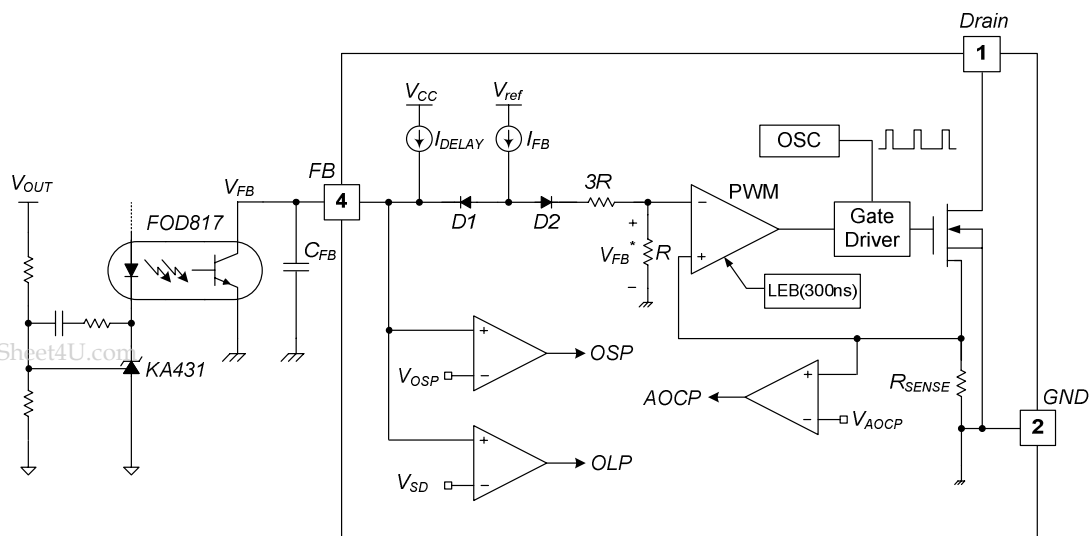 Drain
1
VCC
Vref
IDELAY
IFB
OSC
VOUT
VFB
FB
4
3R
PWM
FOD817
D1
D2
Gate
Driver
CFB
+
VFB*
R
−
−
+
LEB(300ns)
Sheet4U.com
KA431
+
−
VOSP
OSP
AOCP
+
−
VAOCP
RSENSE
GND
2
+
−
VSD
OLP